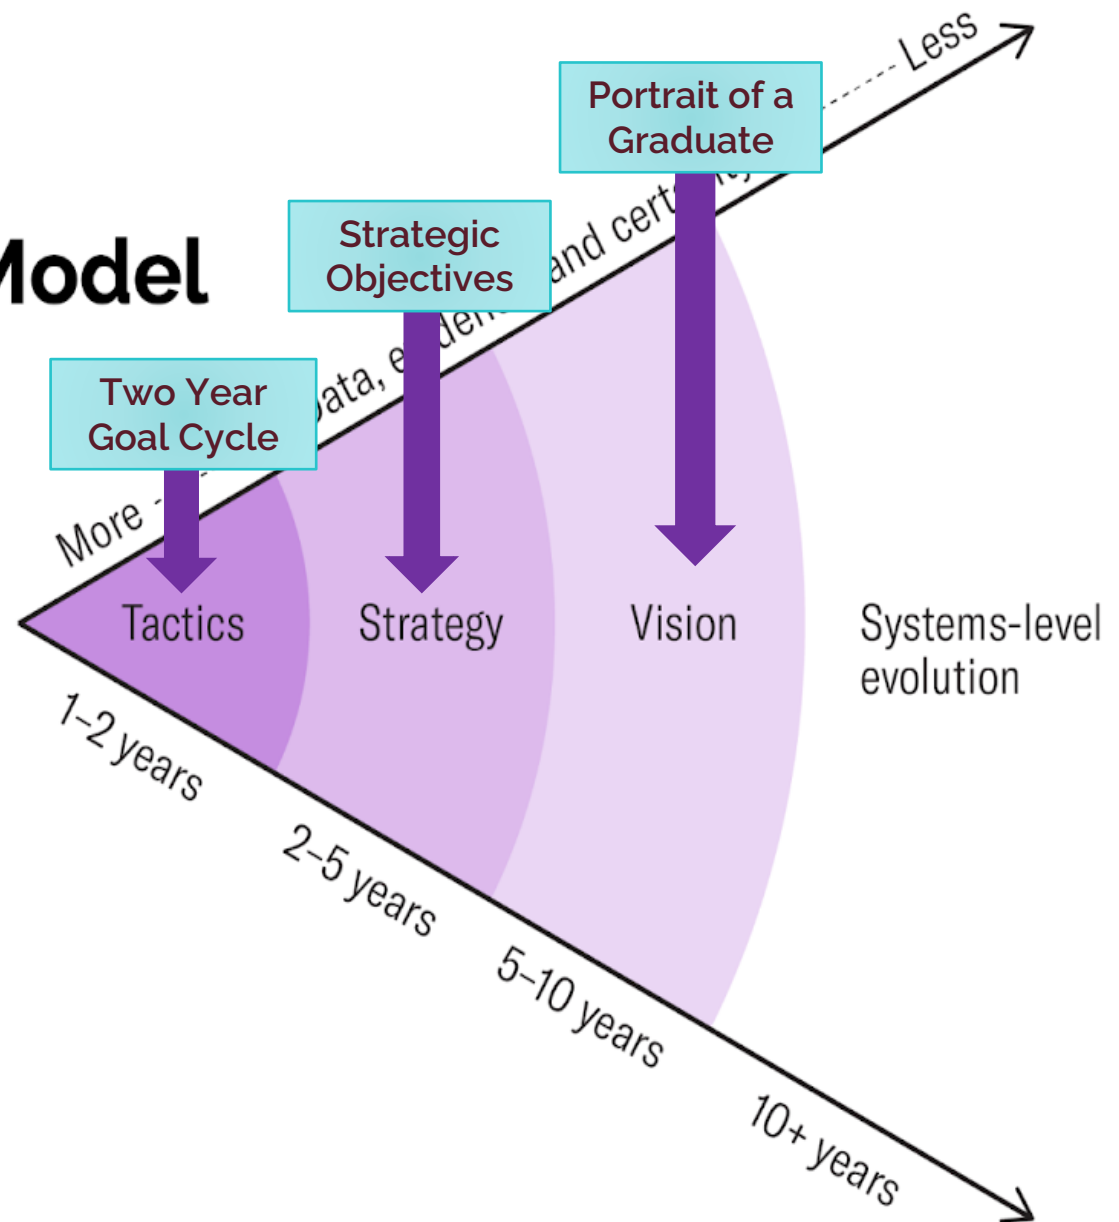 Model
Less
Portrait of a
Graduate
Strategic
Objectives
Two Year
Goal Cycle
More
and
Tactics
Strategy
Vision
Systems-level
evolution
1–2 years
2–5 years
5–10 years
10+ years